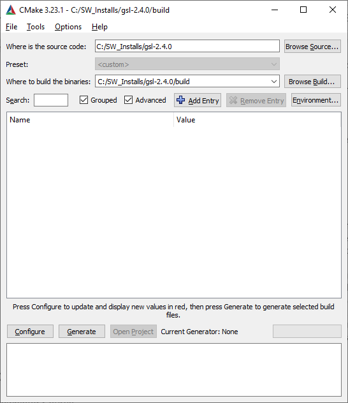 CMake 3.23.1 - C:/SW_Installs/gsl-2.4.0/build
File Tools Options Help
Where is the source code: C:/SW_Installs/gsl-2.4.0 Browse Source...
Preset: <custom>
Where to build the binaries: C:/SW_Installs/gsl-2.4.0/build Browse Build...
Search: Grouped Advanced Add Entry Remove Entry Environment...
Name Value
Press Configure to update and display new values in red, then press Generate to generate selected build
files.
Configure Generate Open Project Current Generator: None